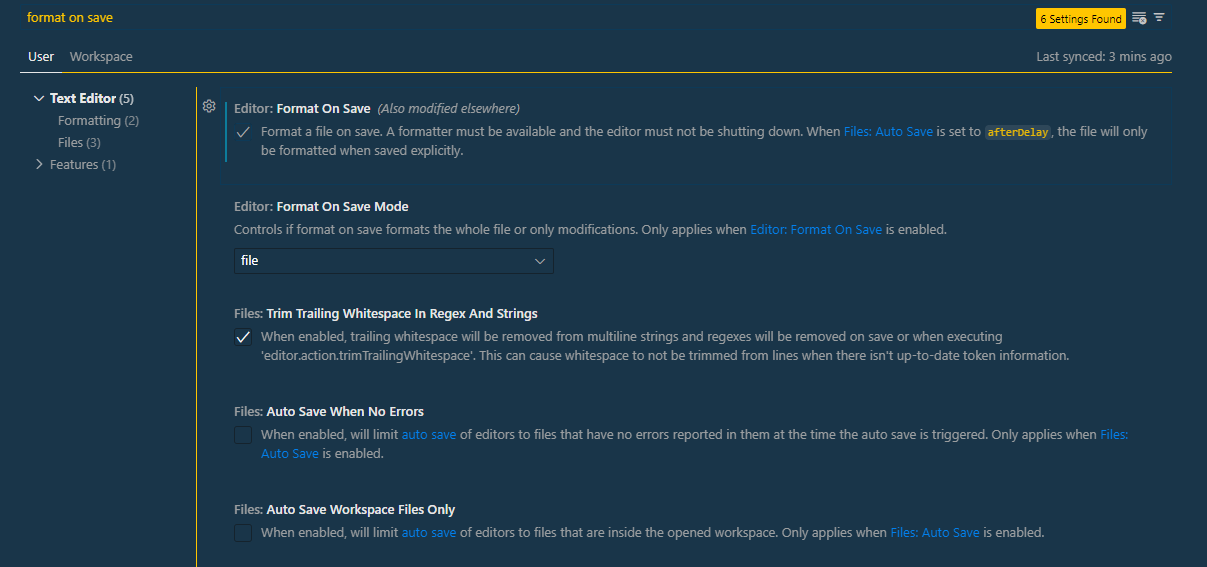 format on save
6 Settings Found
User Workspace
Last synced: 3 mins ago
Text Editor (5)
Formatting (2)
Files (3)
Features (1)
Editor: Format On Save (Also modified elsewhere)
Format a file on save. A formatter must be available and the editor must not be shutting down. When Files: Auto Save is set to afterDelay, the file will only
be formatted when saved explicitly.
Editor: Format On Save Mode
Controls if format on save formats the whole file or only modifications. Only applies when Editor: Format On Save is enabled.
file
Files: Trim Trailing Whitespace In Regex And Strings
When enabled, trailing whitespace will be removed from multiline strings and regexes will be removed on save or when executing
'editor.action.trimTrailingWhitespace'. This can cause whitespace to not be trimmed from lines when there isn't up-to-date token information.
Files: Auto Save When No Errors
When enabled, will limit auto save of editors to files that have no errors reported in them at the time the auto save is triggered. Only applies when Files:
Auto Save is enabled.
Files: Auto Save Workspace Files Only
When enabled, will limit auto save of editors to files that are inside the opened workspace. Only applies when Files: Auto Save is enabled.